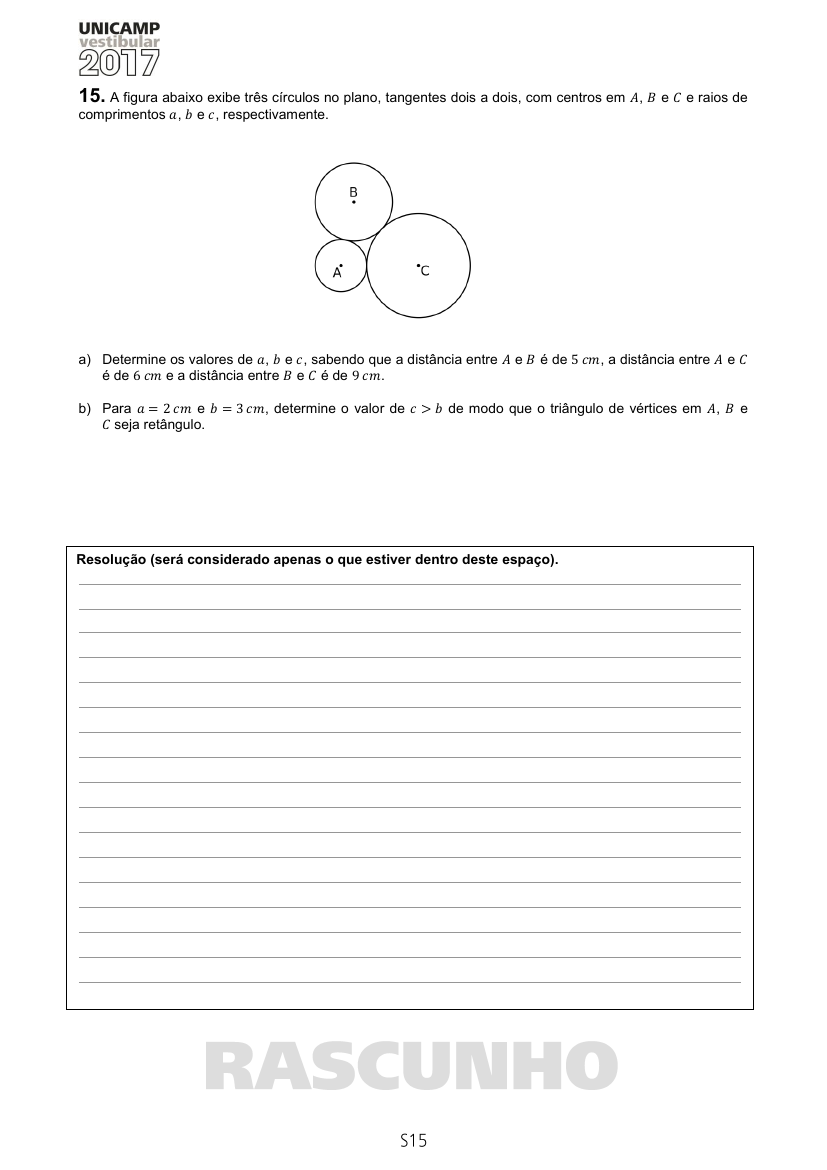 UNICAMP
vestibular
2017
15. A figura abaixo exibe três círculos no plano, tangentes dois a dois, com centros em A, B e C e raios de
comprimentos a, b e c, respectivamente.
B
A
C
a) Determine os valores de a, b e c, sabendo que a distância entre A e B é de 5 cm, a distância entre A e C
é de 6 cm e a distância entre B e C é de 9 cm.
b) Para a = 2 cm e b = 3 cm, determine o valor de c > b de modo que o triângulo de vértices em A, B e
C seja retângulo.
Resolução (será considerado apenas o que estiver dentro deste espaço).
RASCUNHO
S15